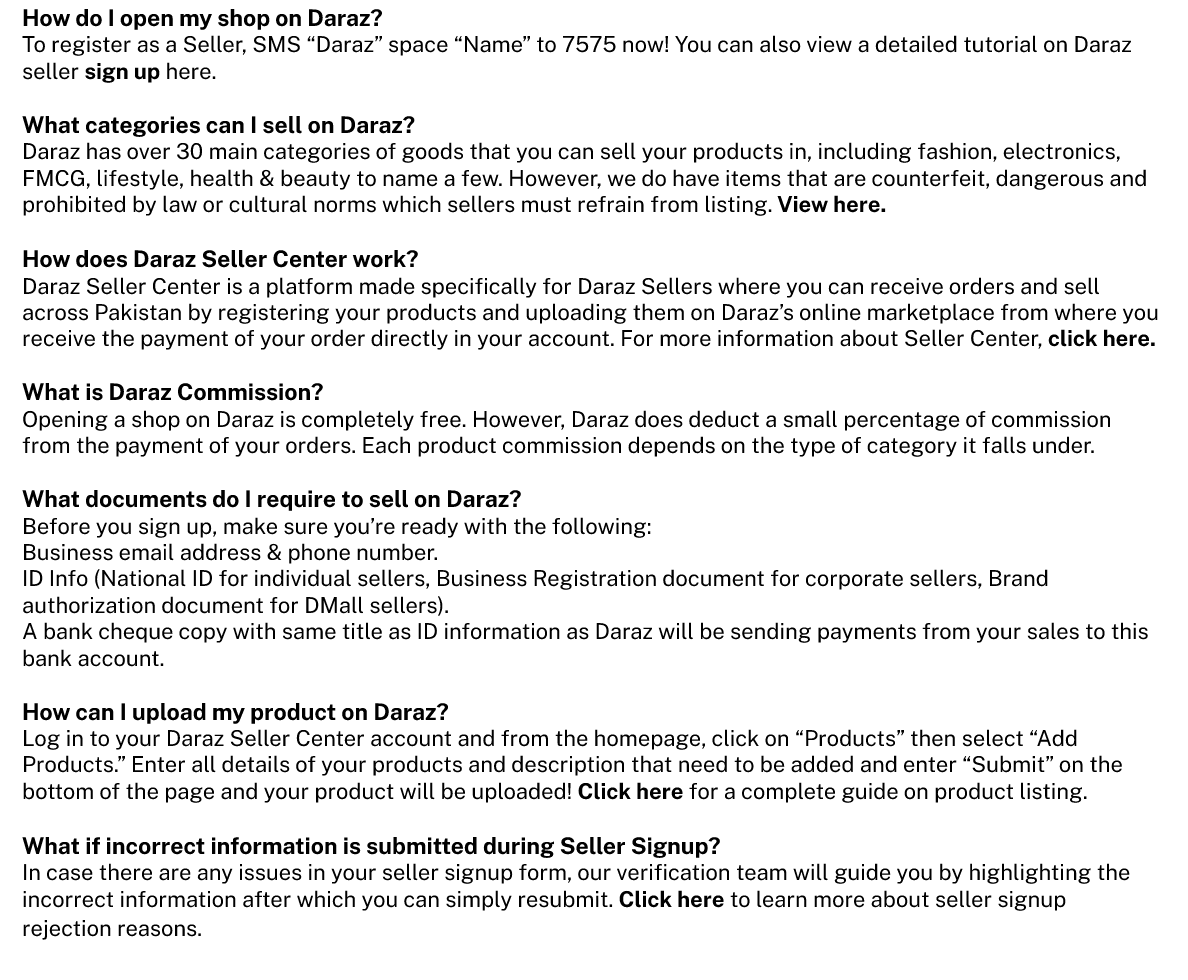 How do I open my shop on Daraz?
To register as a Seller, SMS “Daraz” space “Name” to 7575 now! You can also view a detailed tutorial on Daraz
seller sign up here.
What categories can I sell on Daraz?
Daraz has over 30 main categories of goods that you can sell your products in, including fashion, electronics,
FMCG, lifestyle, health & beauty to name a few. However, we do have items that are counterfeit, dangerous and
prohibited by law or cultural norms which sellers must refrain from listing. View here.
How does Daraz Seller Center work?
Daraz Seller Center is a platform made specifically for Daraz Sellers where you can receive orders and sell
across Pakistan by registering your products and uploading them on Daraz’s online marketplace from where you
receive the payment of your order directly in your account. For more information about Seller Center, click here.
What is Daraz Commission?
Opening a shop on Daraz is completely free. However, Daraz does deduct a small percentage of commission
from the payment of your orders. Each product commission depends on the type of category it falls under.
What documents do I require to sell on Daraz?
Before you sign up, make sure you’re ready with the following:
Business email address & phone number.
ID Info (National ID for individual sellers, Business Registration document for corporate sellers, Brand
authorization document for DMall sellers).
A bank cheque copy with same title as ID information as Daraz will be sending payments from your sales to this
bank account.
How can I upload my product on Daraz?
Log in to your Daraz Seller Center account and from the homepage, click on “Products” then select “Add
Products.” Enter all details of your products and description that need to be added and enter “Submit” on the
bottom of the page and your product will be uploaded! Click here for a complete guide on product listing.
What if incorrect information is submitted during Seller Signup?
In case there are any issues in your seller signup form, our verification team will guide you by highlighting the
incorrect information after which you can simply resubmit. Click here to learn more about seller signup
rejection reasons.